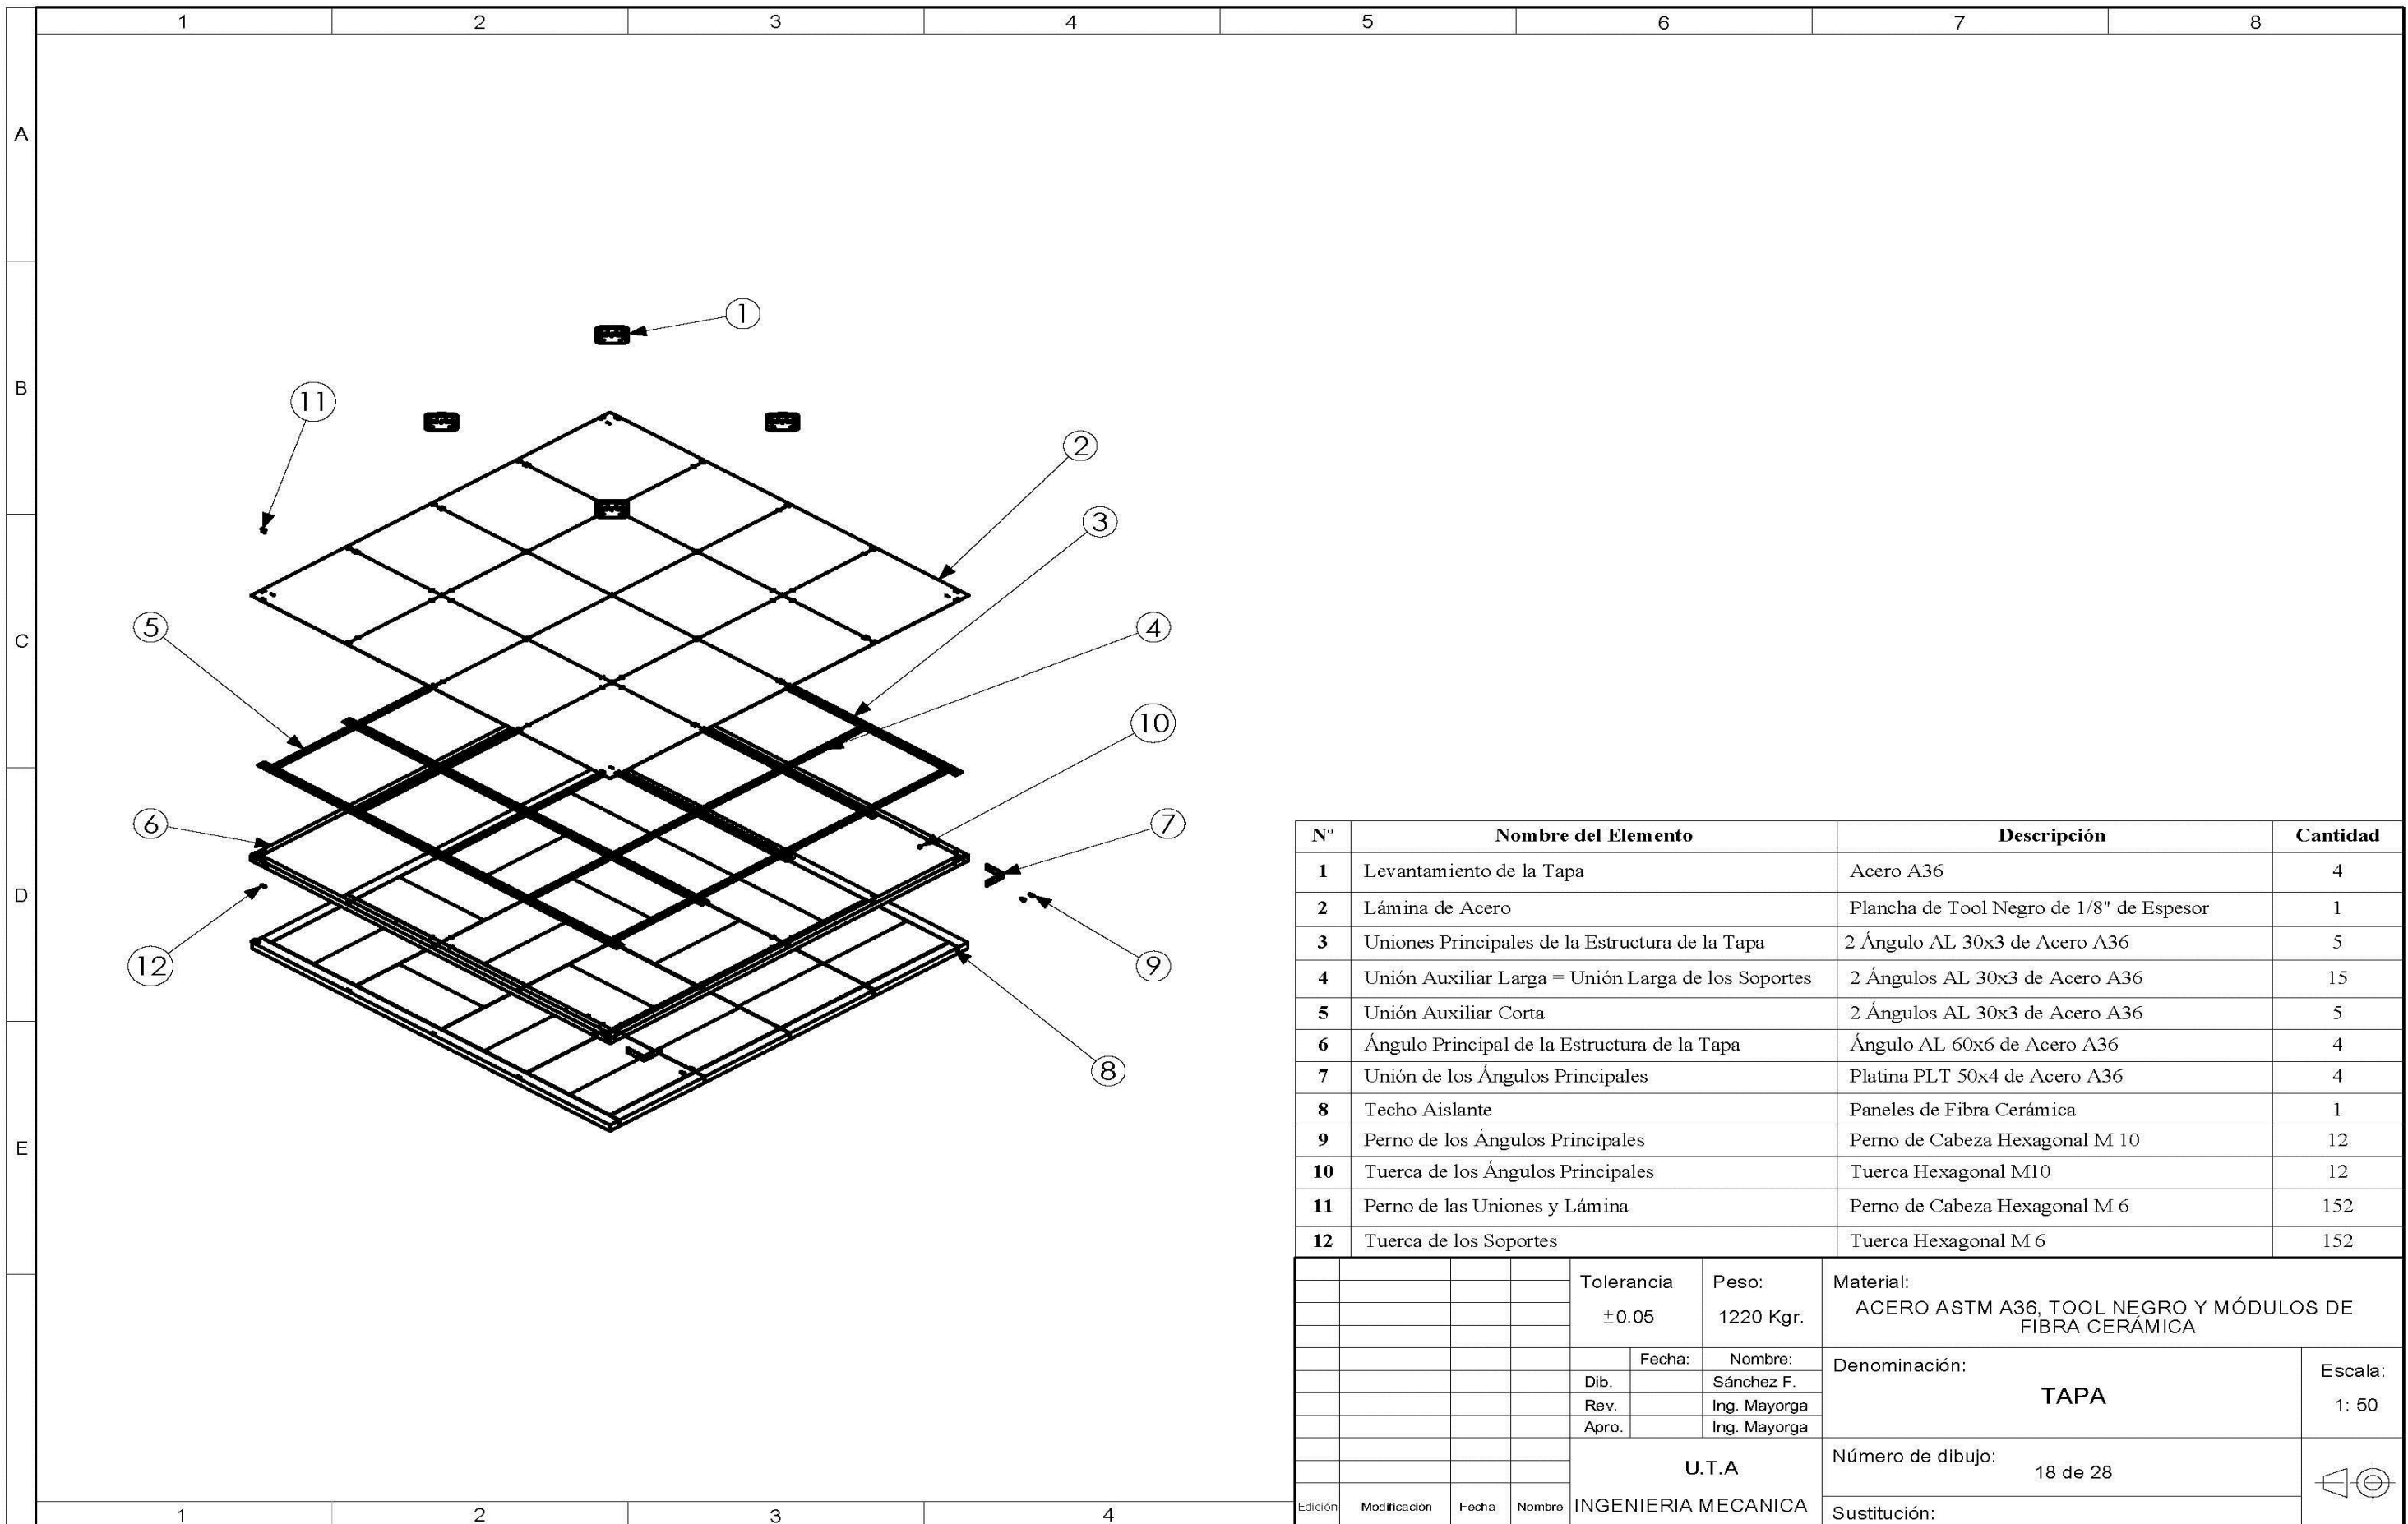 1 2 3 4 5 6 7 8
A
B
C
D
E
1
11
2
3
5
4
10
6
7
12
9
8
Nº Nombre del Elemento Descripción Cantidad
1 Levantamiento de la Tapa Acero A36 4
2 Lámina de Acero Plancha de Tool Negro de 1/8" de Espesor 1
3 Uniones Principales de la Estructura de la Tapa 2 Ángulo AL 30x3 de Acero A36 5
4 Unión Auxiliar Larga = Unión Larga de los Soportes 2 Ángulos AL 30x3 de Acero A36 15
5 Unión Auxiliar Corta 2 Ángulos AL 30x3 de Acero A36 5
6 Ángulo Principal de la Estructura de la Tapa Ángulo AL 60x6 de Acero A36 4
7 Unión de los Ángulos Principales Platina PLT 50x4 de Acero A36 4
8 Techo Aislante Paneles de Fibra Cerámica 1
9 Perno de los Ángulos Principales Perno de Cabeza Hexagonal M 10 12
10 Tuerca de los Ángulos Principales Tuerca Hexagonal M10 12
11 Perno de las Uniones y Lámina Perno de Cabeza Hexagonal M 6 152
12 Tuerca de los Soportes Tuerca Hexagonal M 6 152
Tolerancia Peso: Material:
±0.05 1220 Kgr. ACERO ASTM A36, TOOL NEGRO Y MÓDULOS DE
FIBRA CERÁMICA
Fecha: Nombre: Denominación: Escala:
Dib. Sánchez F.
Rev. Ing. Mayorga TAPA 1: 50
Apro. Ing. Mayorga
U.T.A Número de dibujo:
18 de 28
Edición Modificación Fecha Nombre INGENIERIA MECANICA Sustitución:
1 2 3 4